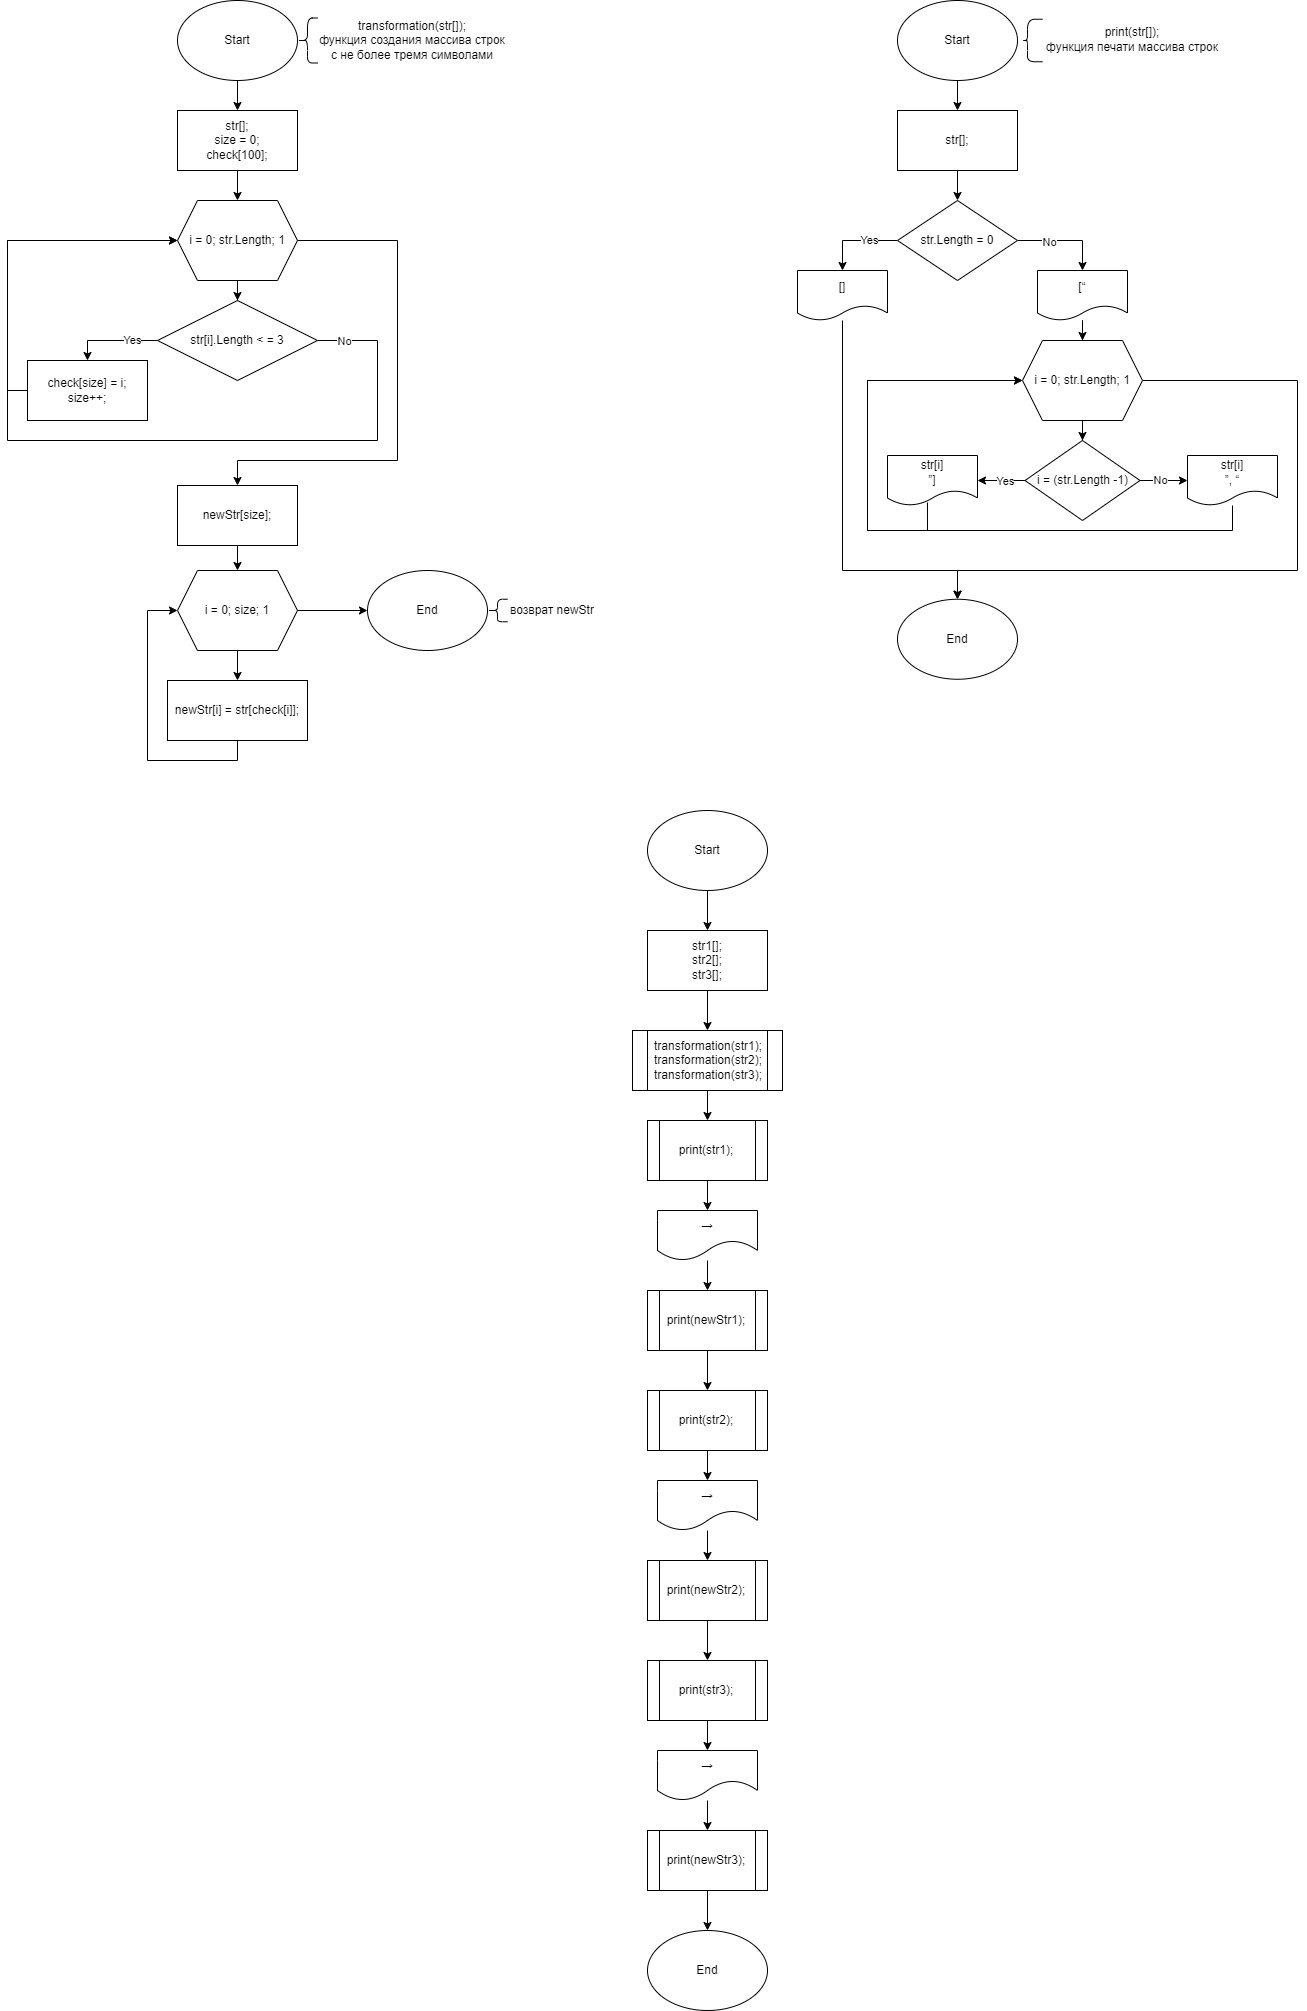 Start
transformation(str[]);
функция создания массива строк
с не более тремя символами
str[];
size = 0;
check[100];
i = 0; str.Length; 1
str[i].Length < = 3
Yes
No
check[size] = i;
size++;
newStr[size];
i = 0; size; 1
End
возврат newStr
newStr[i] = str[check[i]];
Start
print(str[]);
функция печати массива строк
str[];
str.Length = 0
Yes
No
[]
[“
i = 0; str.Length; 1
i = (str.Length -1)
Yes
No
str[i]
”]
str[i]
”, “
End
Start
str1[];
str2[];
str3[];
transformation(str1);
transformation(str2);
transformation(str3);
print(str1);
→
print(newStr1);
print(str2);
→
print(newStr2);
print(str3);
→
print(newStr3);
End